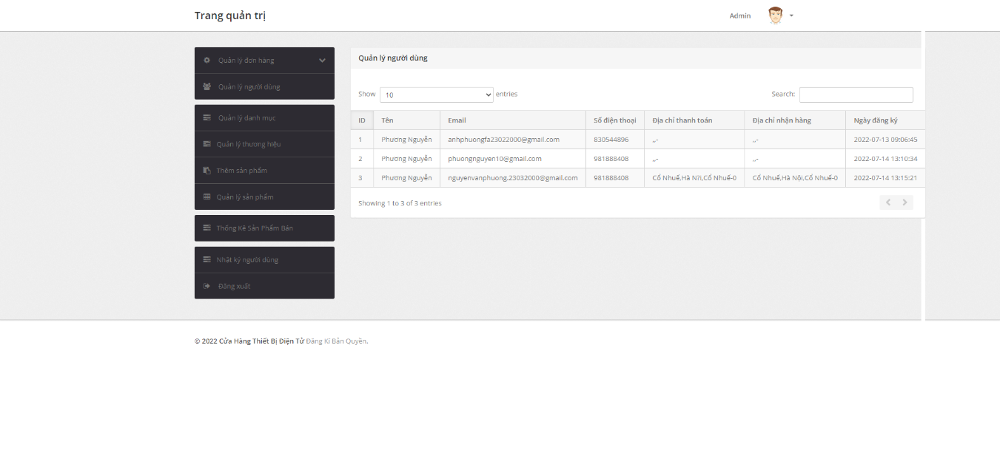 Trang quản trị
Admin
Quản lý đơn hàng
Quản lý người dùng
Quản lý danh mục
Quản lý thương hiệu
Thêm sản phẩm
Quản lý sản phẩm
Thống Kê Sản Phẩm Bán
Nhật ký người dùng
Đăng xuất
Quản lý người dùng
Show 10 entries Search:
ID Tên Email Số điện thoại Địa chỉ thanh toán Địa chỉ nhận hàng Ngày đăng ký
1 Phương Nguyễn anhphuongfa23022000@gmail.com 830544896 ,,- ,,- 2022-07-13 09:06:45
2 Phương Nguyễn phuongnguyen10@gmail.com 981888408 ,,- ,,- 2022-07-14 13:10:34
3 Phương Nguyễn nguyenvanphuong.23032000@gmail.com 981888408 Cổ Nhuế,Hà N?i,Cổ Nhuế-0 Cổ Nhuế,Hà Nội,Cổ Nhuế-0 2022-07-14 13:15:21
Showing 1 to 3 of 3 entries
© 2022 Cửa Hàng Thiết Bị Điện Tử Đăng Kí Bản Quyền.